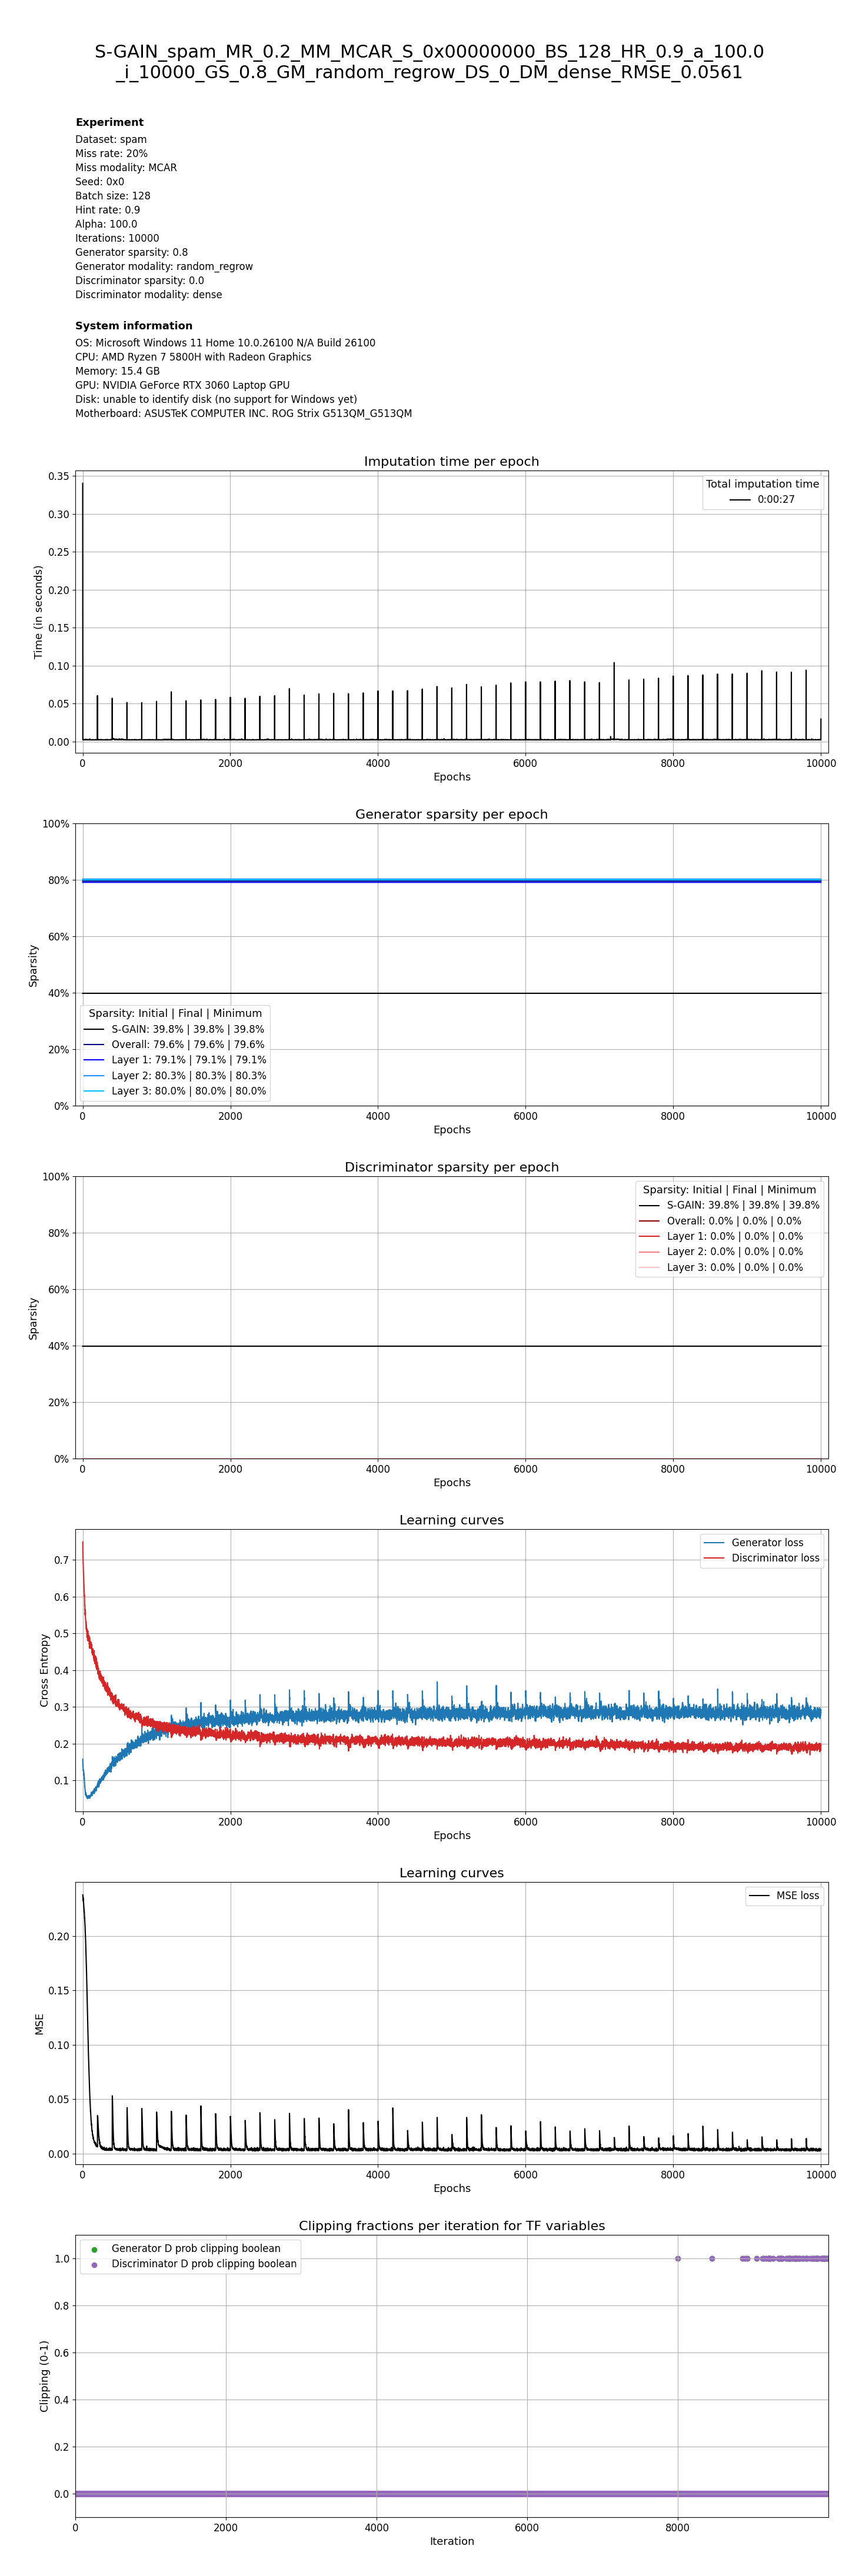 S-GAIN_spam_MR_0.2_MM_MCAR_S_0x00000000_BS_128_HR_0.9_a_100.0
_i_10000_GS_0.8_GM_random_regrow_DS_0_DM_dense_RMSE_0.0561
Experiment
Dataset: spam
Miss rate: 20%
Miss modality: MCAR
Seed: 0x0
Batch size: 128
Hint rate: 0.9
Alpha: 100.0
Iterations: 10000
Generator sparsity: 0.8
Generator modality: random_regrow
Discriminator sparsity: 0.0
Discriminator modality: dense
System information
OS: Microsoft Windows 11 Home 10.0.26100 N/A Build 26100
CPU: AMD Ryzen 7 5800H with Radeon Graphics
Memory: 15.4 GB
GPU: NVIDIA GeForce RTX 3060 Laptop GPU
Disk: unable to identify disk (no support for Windows yet)
Motherboard: ASUSTeK COMPUTER INC. ROG Strix G513QM_G513QM
Imputation time per epoch
Total imputation time
0:00:27
0.35
0.30
0.25
0.20
0.15
0.10
0.05
0.00
Time (in seconds)
0 2000 4000 6000 8000 10000
Epochs
Generator sparsity per epoch
100%
80%
60%
40%
20%
0%
Sparsity
Sparsity: Initial | Final | Minimum
S-GAIN: 39.8% | 39.8% | 39.8%
Overall: 79.6% | 79.6% | 79.6%
Layer 1: 79.1% | 79.1% | 79.1%
Layer 2: 80.3% | 80.3% | 80.3%
Layer 3: 80.0% | 80.0% | 80.0%
0 2000 4000 6000 8000 10000
Epochs
Discriminator sparsity per epoch
100%
80%
60%
40%
20%
0%
Sparsity
Sparsity: Initial | Final | Minimum
S-GAIN: 39.8% | 39.8% | 39.8%
Overall: 0.0% | 0.0% | 0.0%
Layer 1: 0.0% | 0.0% | 0.0%
Layer 2: 0.0% | 0.0% | 0.0%
Layer 3: 0.0% | 0.0% | 0.0%
0 2000 4000 6000 8000 10000
Epochs
Learning curves
Generator loss
Discriminator loss
0.7
0.6
0.5
0.4
0.3
0.2
0.1
Cross Entropy
0 2000 4000 6000 8000 10000
Epochs
Learning curves
MSE loss
0.20
0.15
0.10
0.05
0.00
MSE
0 2000 4000 6000 8000 10000
Epochs
Clipping fractions per iteration for TF variables
Generator D prob clipping boolean
Discriminator D prob clipping boolean
1.0
0.8
0.6
0.4
0.2
0.0
Clipping (0-1)
0 2000 4000 6000 8000
Iteration